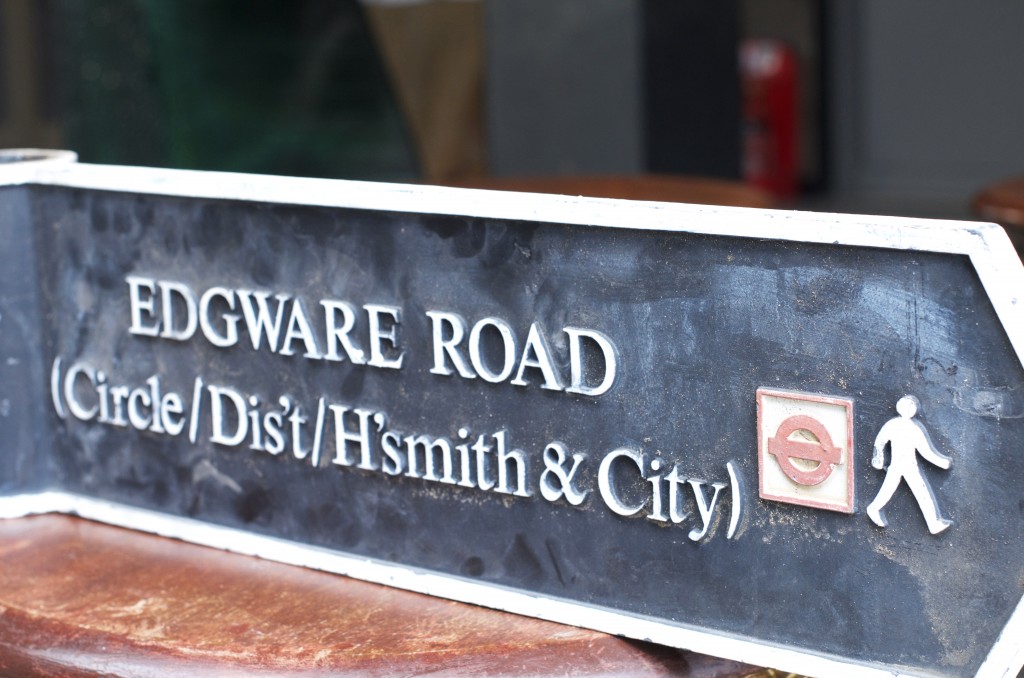 EDGWARE ROAD
(Circle/Dis't/H'smith & City)